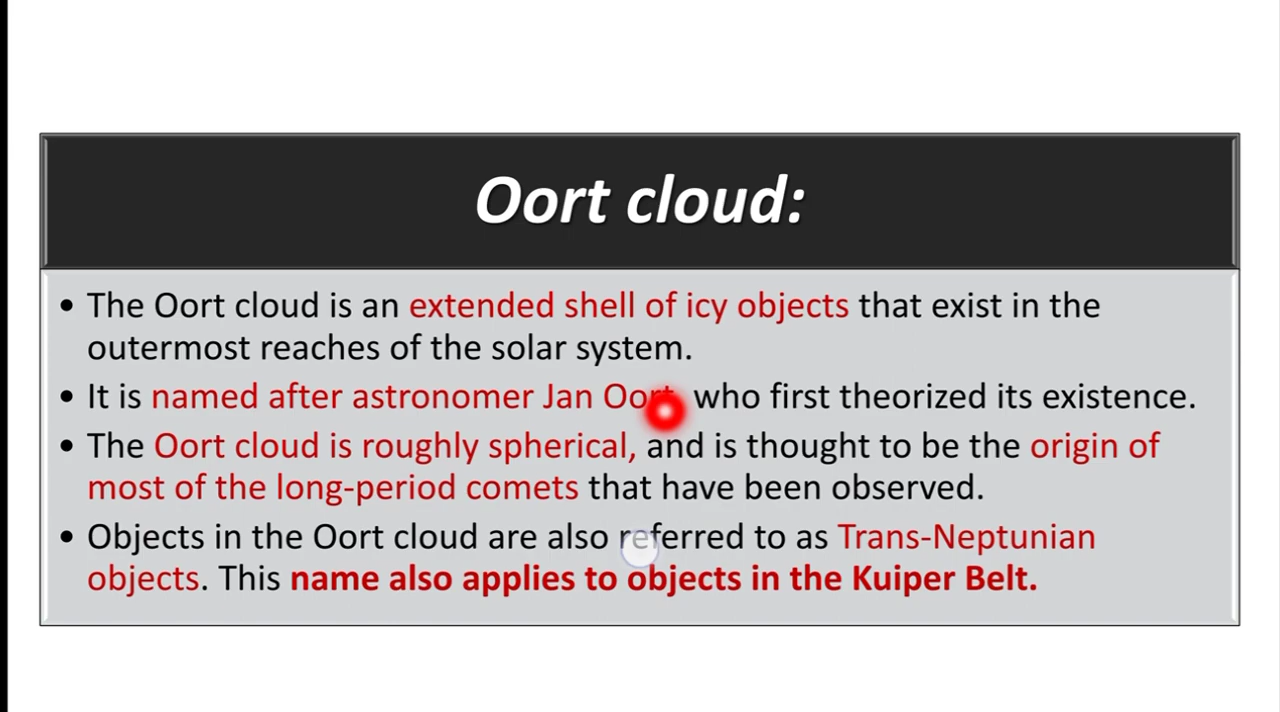 Oort cloud:
• The Oort cloud is an extended shell of icy objects that exist in the
outermost reaches of the solar system.
• It is named after astronomer Jan Oort, who first theorized its existence.
• The Oort cloud is roughly spherical, and is thought to be the origin of
most of the long-period comets that have been observed.
• Objects in the Oort cloud are also referred to as Trans-Neptunian
objects. This name also applies to objects in the Kuiper Belt.